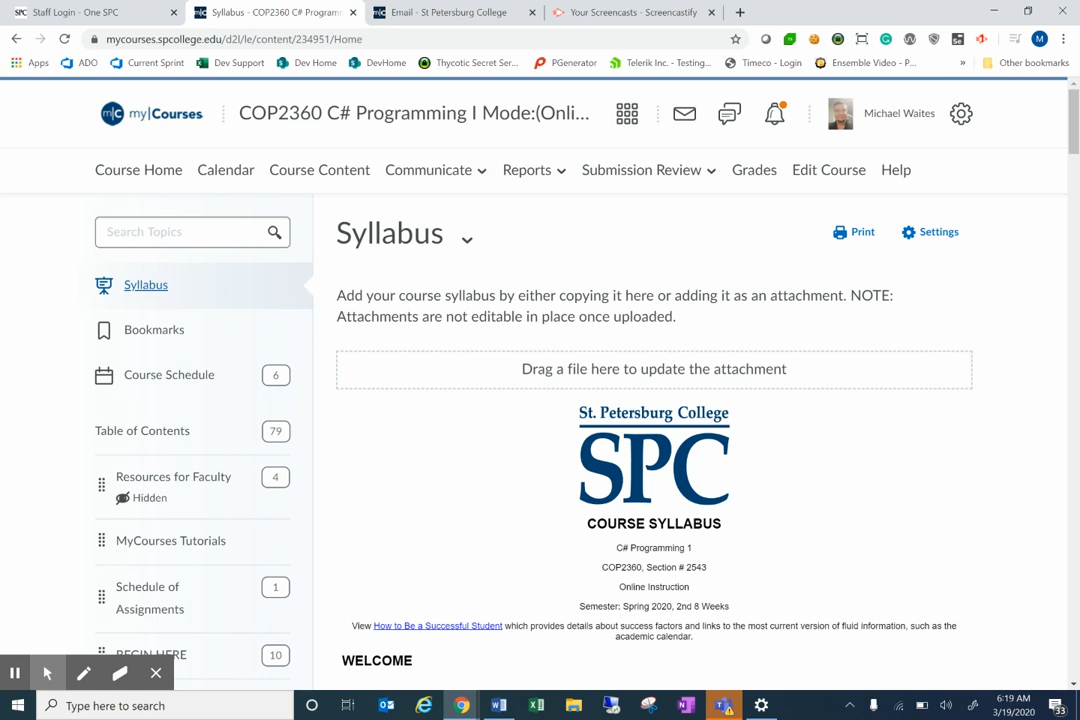 SPC Staff Login - One SPC
m|c Syllabus - COP2360 C# Program
m|c Email - St Petersburg College
Your Screencasts - Screencastify
mycourses.spcollege.edu/d2l/le/content/234951/Home
M
Apps ADO Current Sprint Dev Support Dev Home DevHome Thycotic Secret Ser... PGenerator Telerik Inc. - Testing... Timeco - Login Ensemble Video - P... » Other bookmarks
m|c my|Courses COP2360 C# Programming I Mode:(Onli... Michael Waites
Course Home Calendar Course Content Communicate Reports Submission Review Grades Edit Course Help
Search Topics
Syllabus
Print Settings
Syllabus
Add your course syllabus by either copying it here or adding it as an attachment. NOTE:
Attachments are not editable in place once uploaded.
Bookmarks
Drag a file here to update the attachment
Course Schedule 6
Table of Contents 79
Resources for Faculty 4
Hidden
MyCourses Tutorials
Schedule of
Assignments 1
BEGIN HERE 10
St. Petersburg College
SPC
COURSE SYLLABUS
C# Programming 1
COP2360, Section # 2543
Online Instruction
Semester: Spring 2020, 2nd 8 Weeks
View How to Be a Successful Student which provides details about success factors and links to the most current version of fluid information, such as the
academic calendar.
WELCOME
Type here to search
6:19 AM
3/19/2020
33